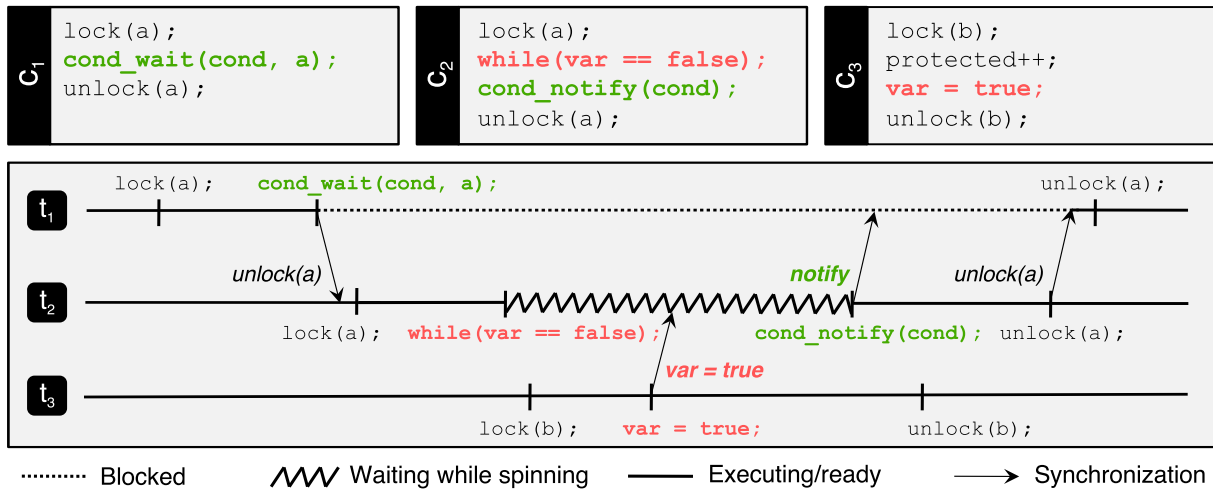 C1
lock(a);
cond_wait(cond, a);
unlock(a);
C2
lock(a);
while(var == false);
cond_notify(cond);
unlock(a);
C3
lock(b);
protected++;
var = true;
unlock(b);
lock(a); cond_wait(cond, a); unlock(a);
t1
unlock(a) notify unlock(a)
t2
lock(a); while(var == false); cond_notify(cond); unlock(a);
var = true
t3
lock(b); var = true; unlock(b);
Blocked Waiting while spinning Executing/ready Synchronization